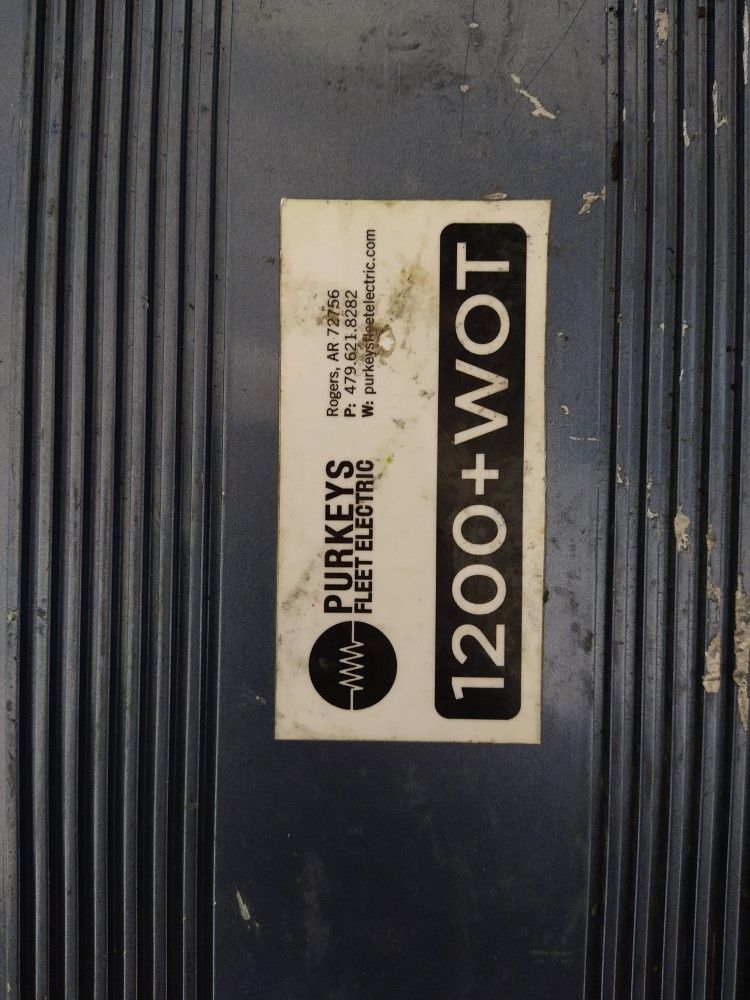 PURKEYS
FLEET ELECTRIC
Rogers, AR 72756
P: 479.621.8282
W: purkeysfleetelectric.com
1200+WOT